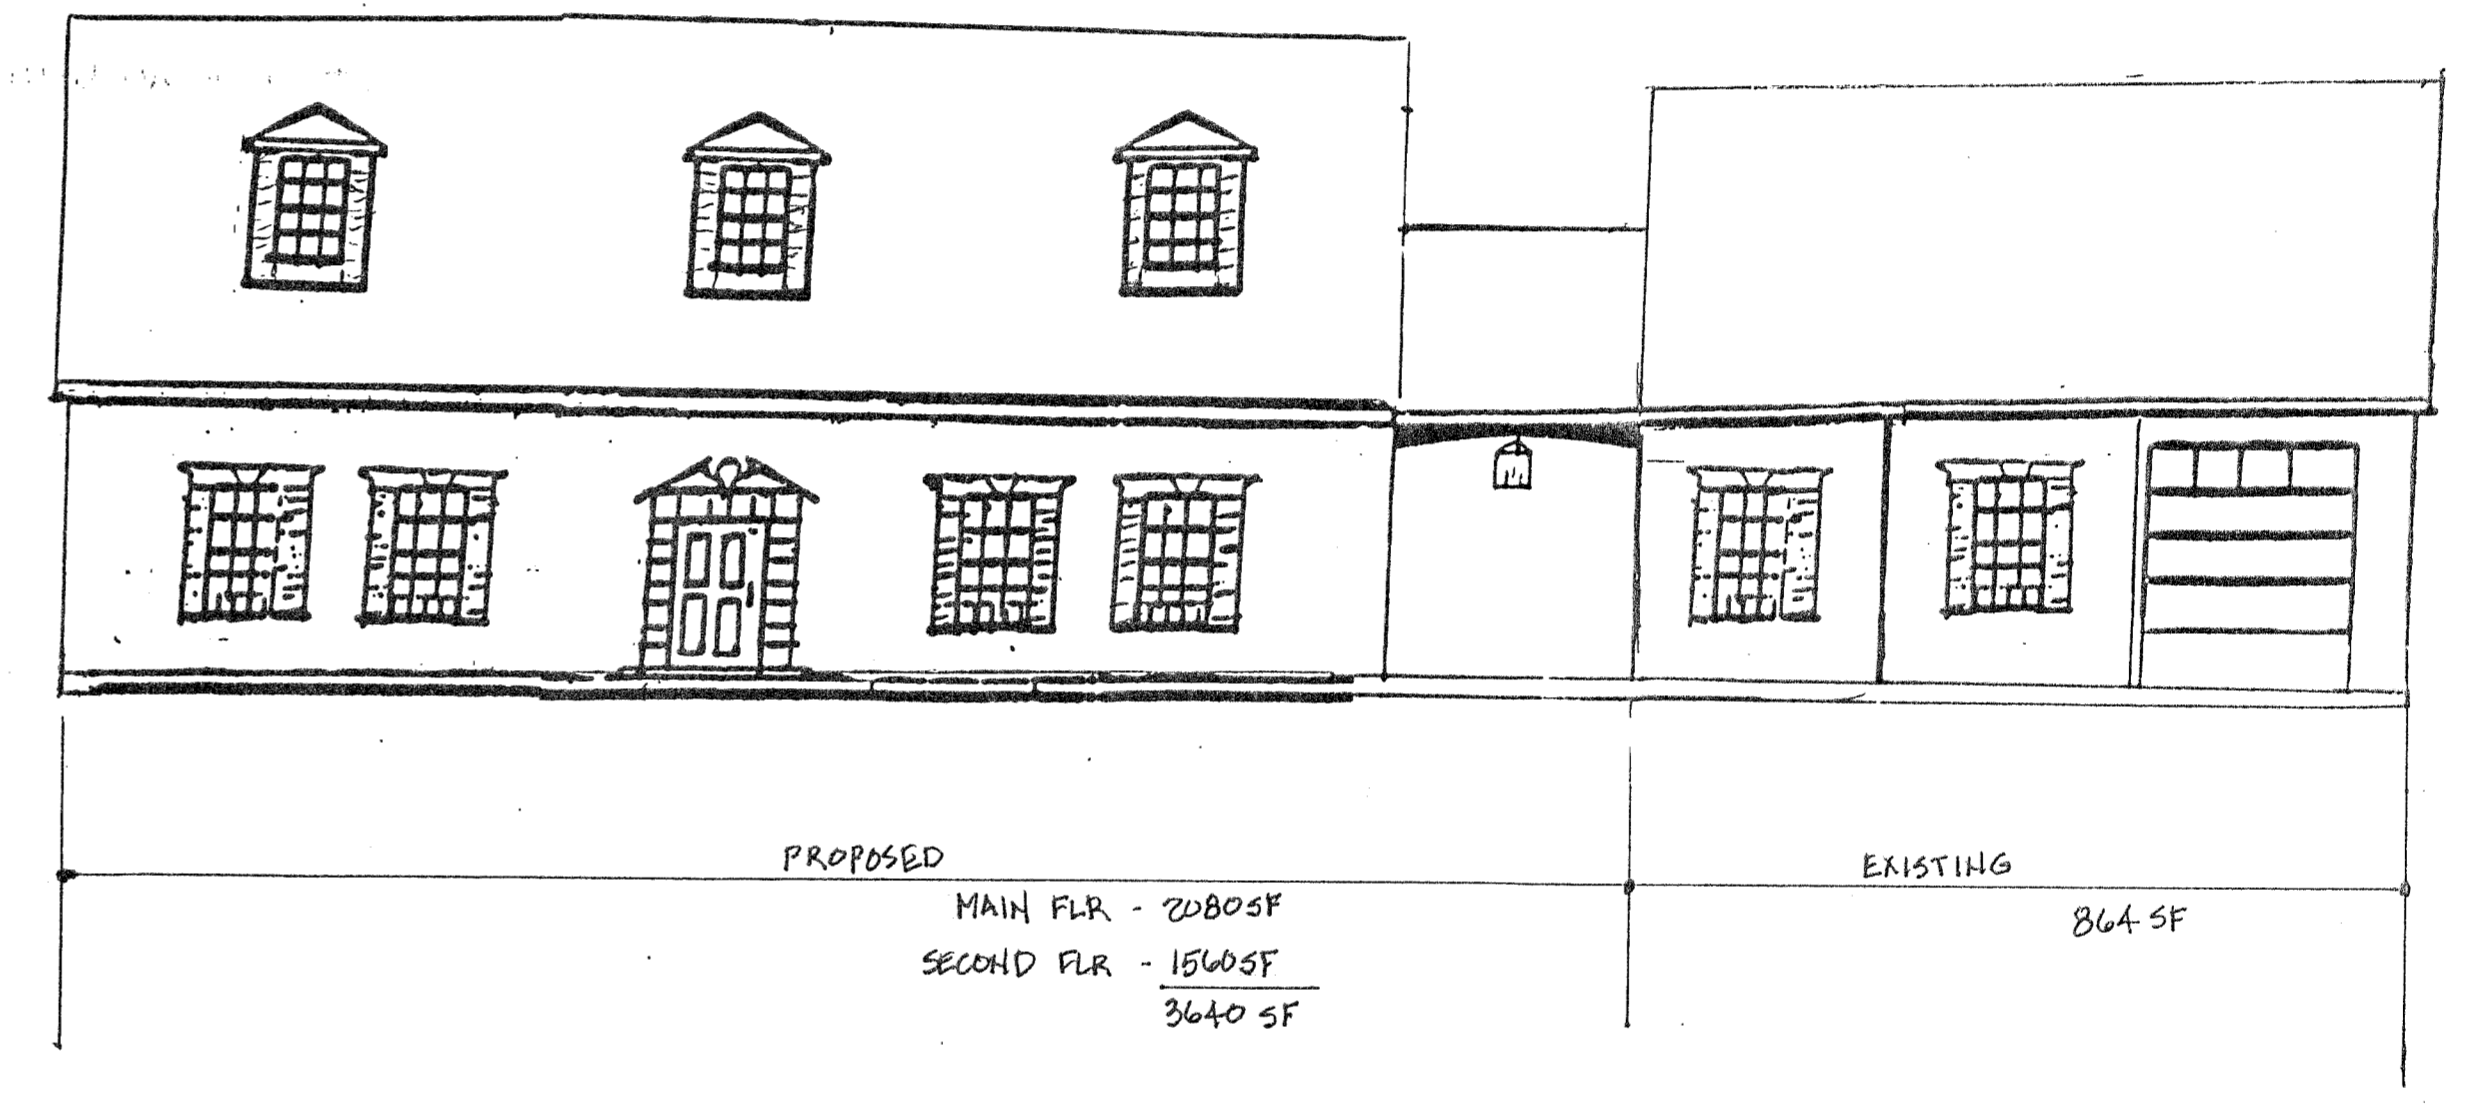 PROPOSED
EXISTING
MAIN FLR - 2080SF
864 SF
SECOND FLR - 1560SF
3640 SF